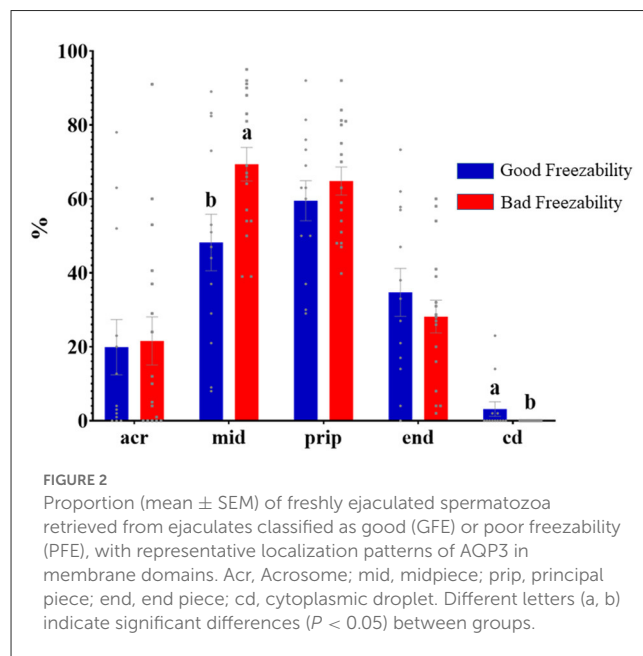 100
80
60
40
20
0
%
b
a
a
b
Good Freezability
Bad Freezability
acr
mid
prip
end
cd
FIGURE 2
Proportion (mean ± SEM) of freshly ejaculated spermatozoa
retrieved from ejaculates classified as good (GFE) or poor freezability
(PFE), with representative localization patterns of AQP3 in
membrane domains. Acr, Acrosome; mid, midpiece; prip, principal
piece; end, end piece; cd, cytoplasmic droplet. Different letters (a, b)
indicate significant differences (P < 0.05) between groups.